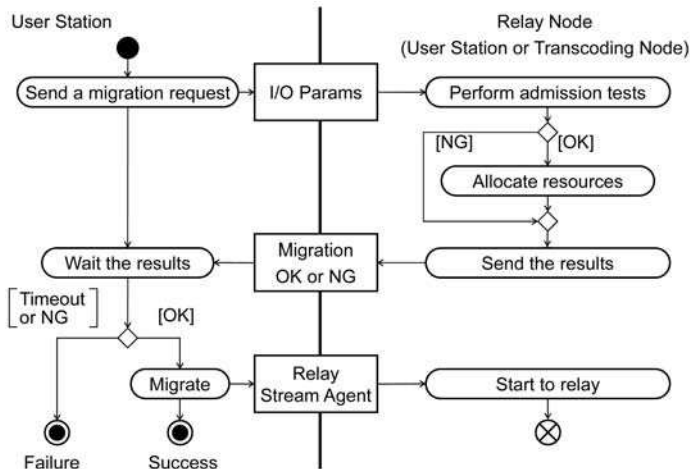 User Station
Relay Node
(User Station or Transcoding Node)
Send a migration request
I/O Params
Perform admission tests
[NG]
[OK]
Allocate resources
Wait the results
Migration
OK or NG
Send the results
[Timeout
or NG]
[OK]
Migrate
Relay
Stream Agent
Start to relay
Failure
Success